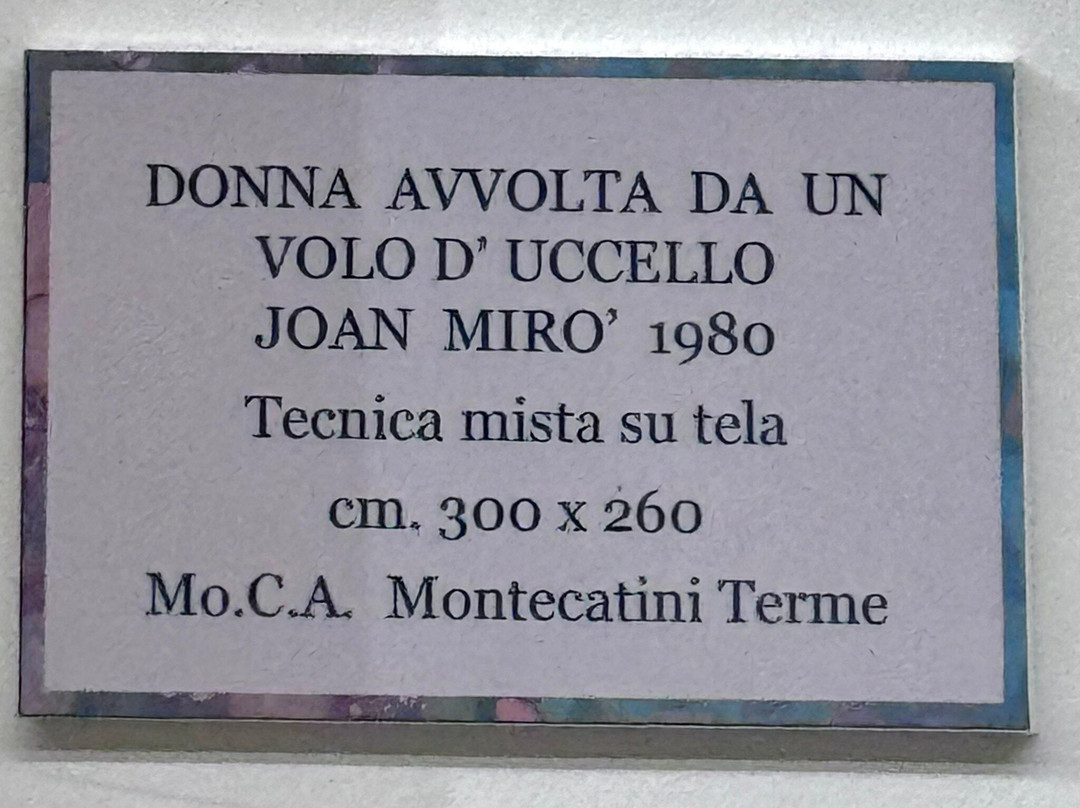 DONNA AVVOLTA DA UN
VOLO D’ UCCELLO
JOAN MIRO’ 1980
Tecnica mista su tela
cm. 300 x 260
Mo.C.A. Montecatini Terme